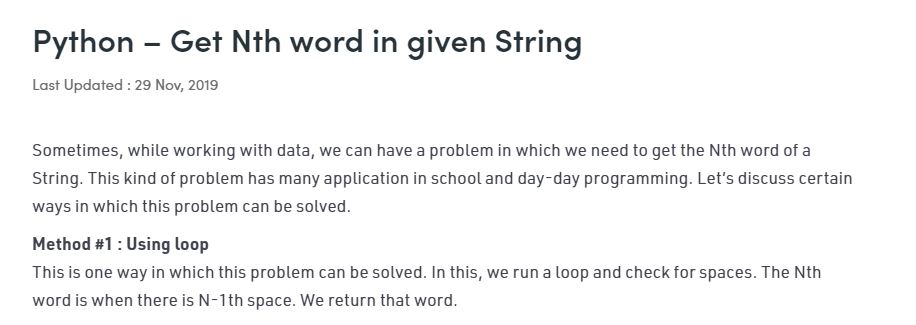 Python – Get Nth word in given String
Last Updated : 29 Nov, 2019
Sometimes, while working with data, we can have a problem in which we need to get the Nth word of a
String. This kind of problem has many application in school and day-day programming. Let’s discuss certain
ways in which this problem can be solved.
Method #1 : Using loop
This is one way in which this problem can be solved. In this, we run a loop and check for spaces. The Nth
word is when there is N-1th space. We return that word.